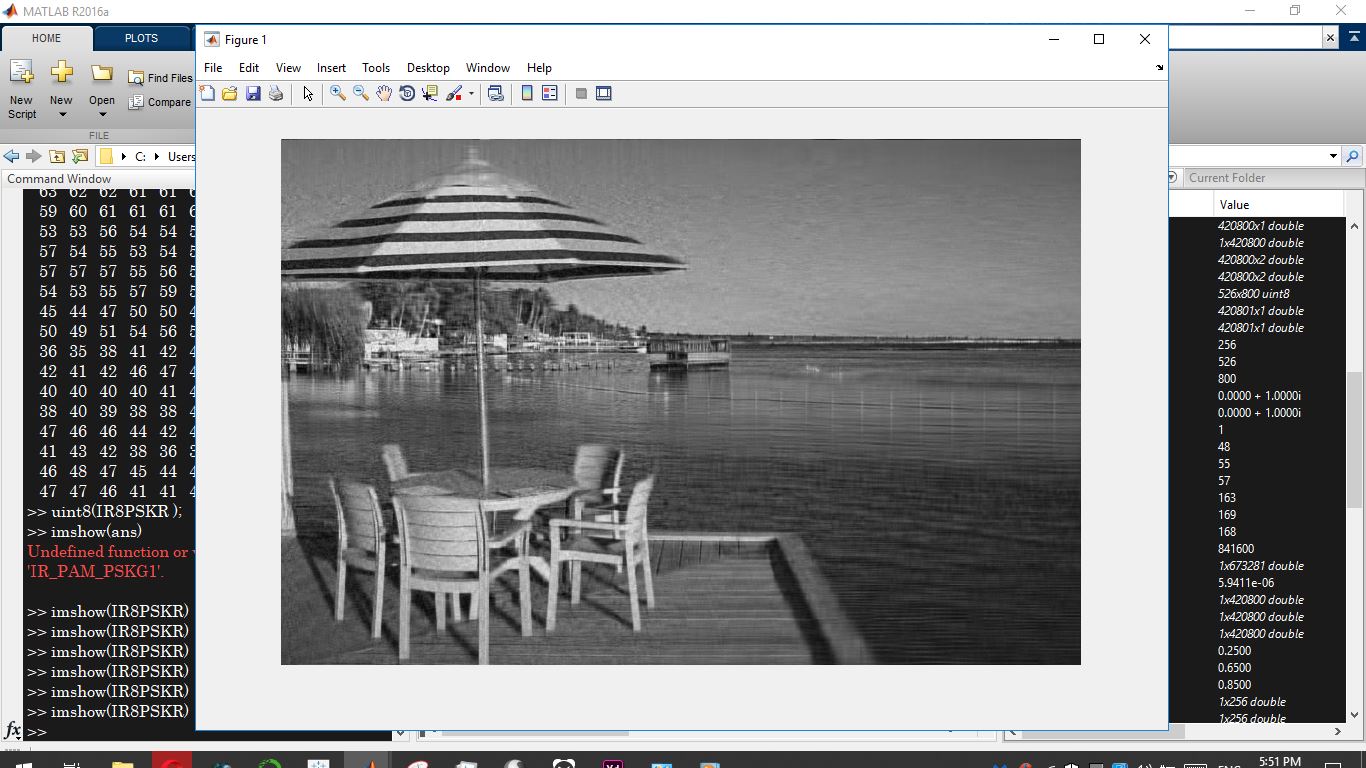 MATLAB R2016a
HOME
PLOTS
New Script
New
Open
Find Files
Compare
FILE
C:
Users
Command Window
63 62 62 61 61
59 60 61 61 61
53 53 56 54 54
57 54 55 53 54
57 57 57 55 56
54 53 55 57 59
45 44 47 50 50
50 49 51 54 56
36 35 38 41 42
42 41 42 46 47
40 40 40 40 41
38 40 39 38 38
47 46 46 44 42
41 43 42 38 36
46 48 47 45 44
47 47 46 41 41
>> uint8(IR8PSKR );
>> imshow(ans)
Undefined function or
'IR_PAM_PSKG1'.
>> imshow(IR8PSKR)
>> imshow(IR8PSKR)
>> imshow(IR8PSKR)
>> imshow(IR8PSKR)
>> imshow(IR8PSKR)
>> imshow(IR8PSKR)
fx >>
Figure 1
File Edit View Insert Tools Desktop Window Help
Current Folder
Value
420800x1 double
1x420800 double
420800x2 double
420800x2 double
526x800 uint8
420801x1 double
420801x1 double
256
526
800
0.0000 + 1.0000i
0.0000 + 1.0000i
1
48
55
57
163
169
168
841600
1x673281 double
5.9411e-06
1x420800 double
1x420800 double
1x420800 double
0.2500
0.6500
0.8500
1x256 double
1x256 double
ENG
5:51 PM